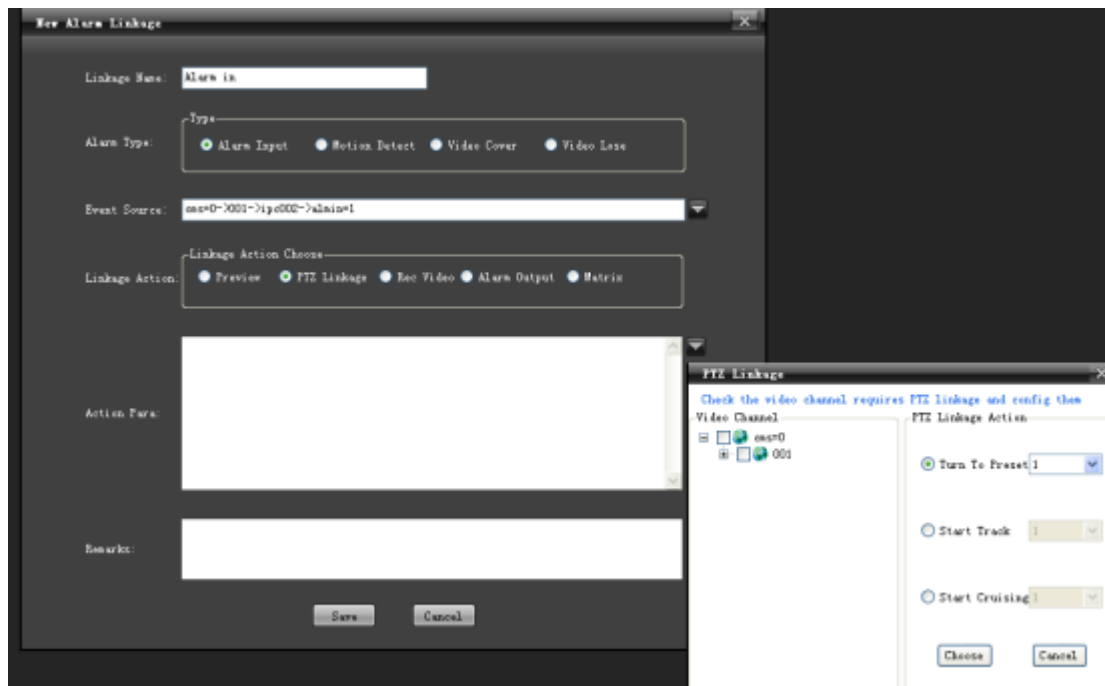 New Alarm Linkage
Linkage Name: Alarm in
Type
Alarm Type: Alarm Input Motion Detect Video Cover Video Lose
Event Source: cms=0->001->ipc002->almin=1
Linkage Action Choose
Linkage Action: Preview PTZ Linkage Rec Video Alarm Output Matrix
Action Para:
Remarks:
Save Cancel
PTZ Linkage
Check the video channel requires PTZ linkage and config them
Video Channel
cms=0
001
PTZ Linkage Action
Turn To Preset 1
Start Track 1
Start Cruising 1
Choose Cancel